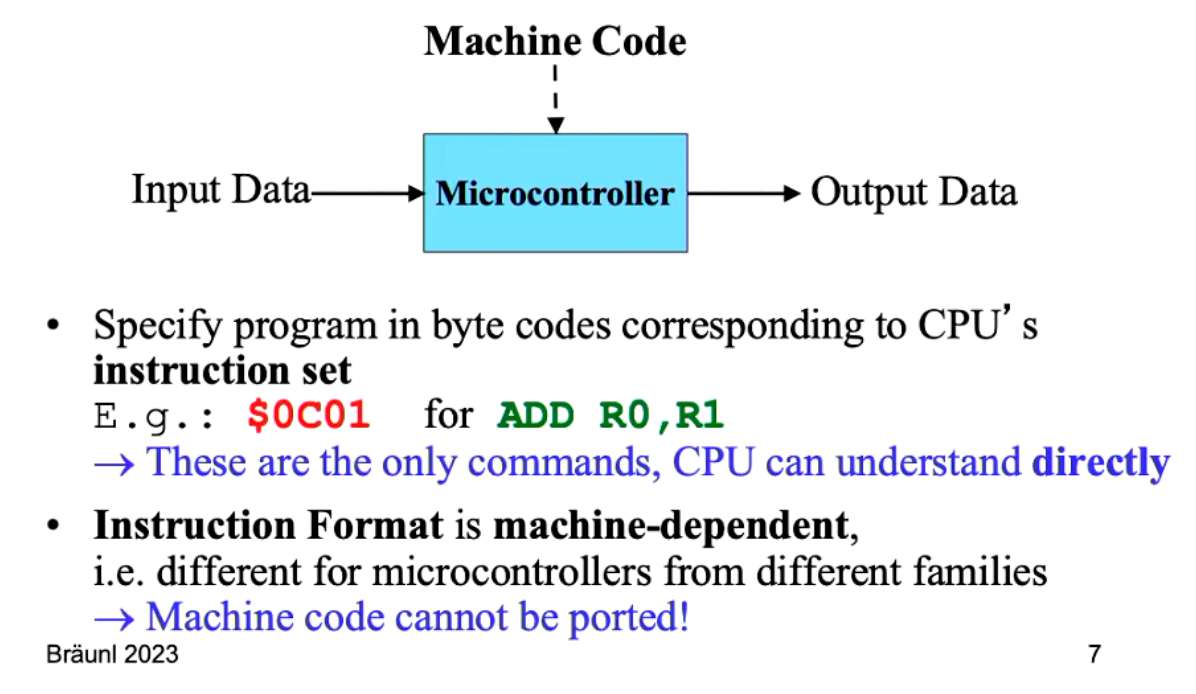 Machine Code
Input Data
Microcontroller
Output Data
• Specify program in byte codes corresponding to CPU’s
instruction set
E.g.: $0C01 for ADD R0,R1
→ These are the only commands, CPU can understand directly
• Instruction Format is machine-dependent,
i.e. different for microcontrollers from different families
→ Machine code cannot be ported!
Bräunl 2023
7